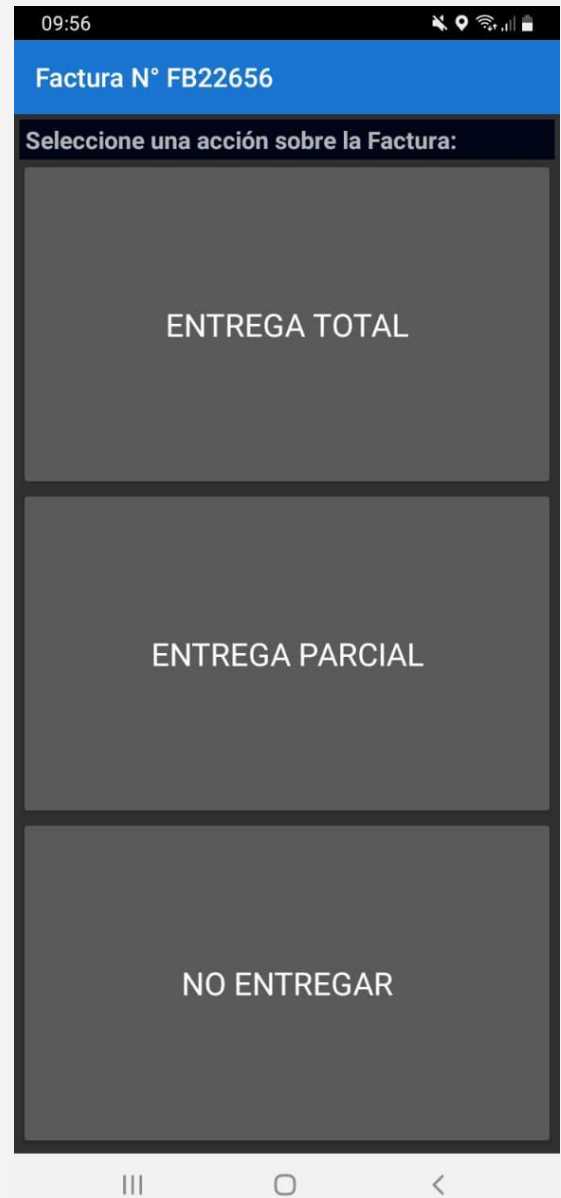 09:56
Factura N° FB22656
Seleccione una acción sobre la Factura:
ENTREGA TOTAL
ENTREGA PARCIAL
NO ENTREGAR